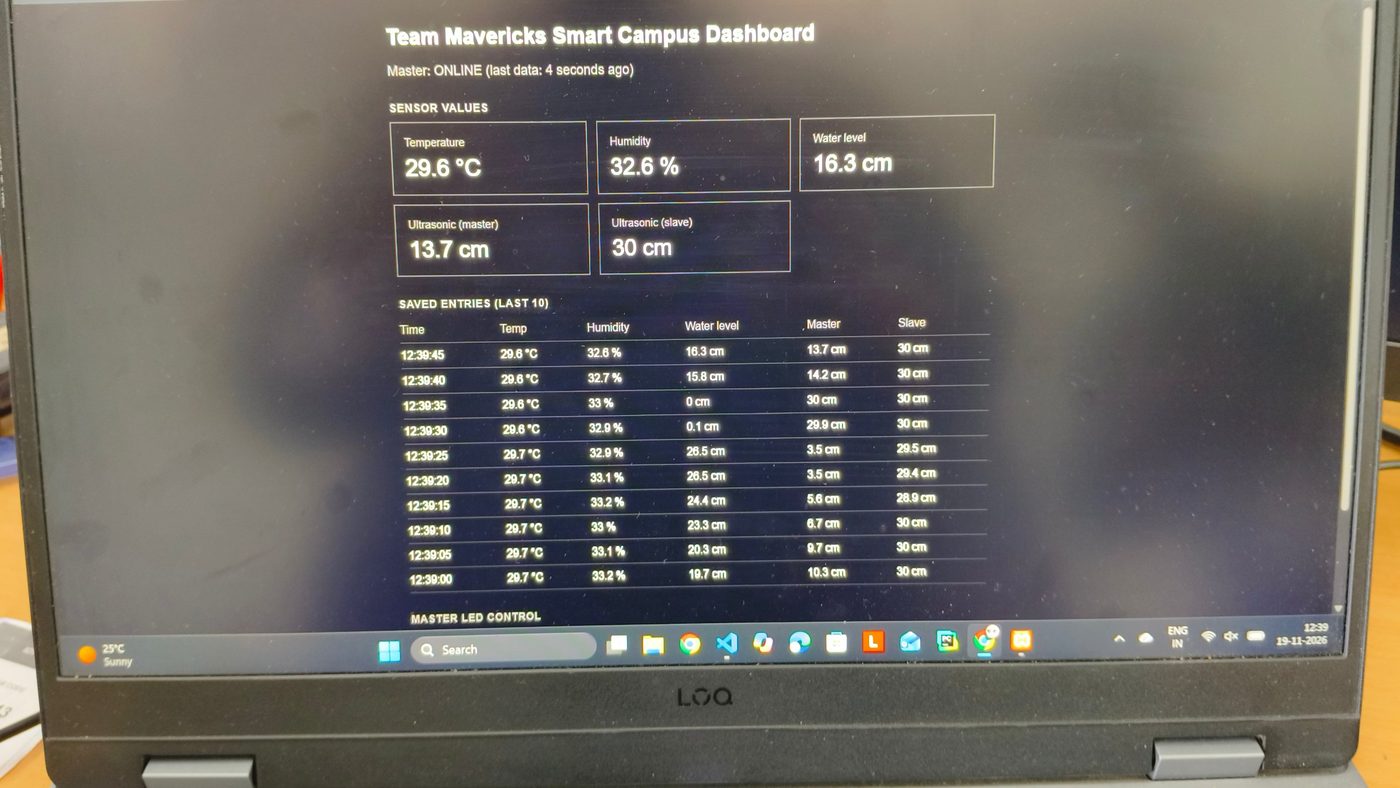 Team Mavericks Smart Campus Dashboard
Master: ONLINE (last data: 4 seconds ago)
SENSOR VALUES
Temperature
29.6 °C
Humidity
32.6 %
Water level
16.3 cm
Ultrasonic (master)
13.7 cm
Ultrasonic (slave)
30 cm
SAVED ENTRIES (LAST 10)
Time Temp Humidity Water level Master Slave
12:39:45 29.6 °C 32.6 % 16.3 cm 13.7 cm 30 cm
12:39:40 29.6 °C 32.7 % 15.8 cm 14.2 cm 30 cm
12:39:35 29.6 °C 33 % 0 cm 30 cm 30 cm
12:39:30 29.6 °C 32.9 % 0.1 cm 29.9 cm 30 cm
12:39:25 29.7 °C 32.9 % 26.5 cm 3.5 cm 29.5 cm
12:39:20 29.7 °C 33.1 % 26.5 cm 3.5 cm 29.4 cm
12:39:15 29.7 °C 33.2 % 24.4 cm 5.6 cm 28.9 cm
12:39:10 29.7 °C 33 % 23.3 cm 6.7 cm 30 cm
12:39:05 29.7 °C 33.1 % 20.3 cm 9.7 cm 30 cm
12:39:00 29.7 °C 33.2 % 19.7 cm 10.3 cm 30 cm
MASTER LED CONTROL
25°C
Sunny
Search
L
PC
ENG
IN
12:39
19-11-2026
LOQ